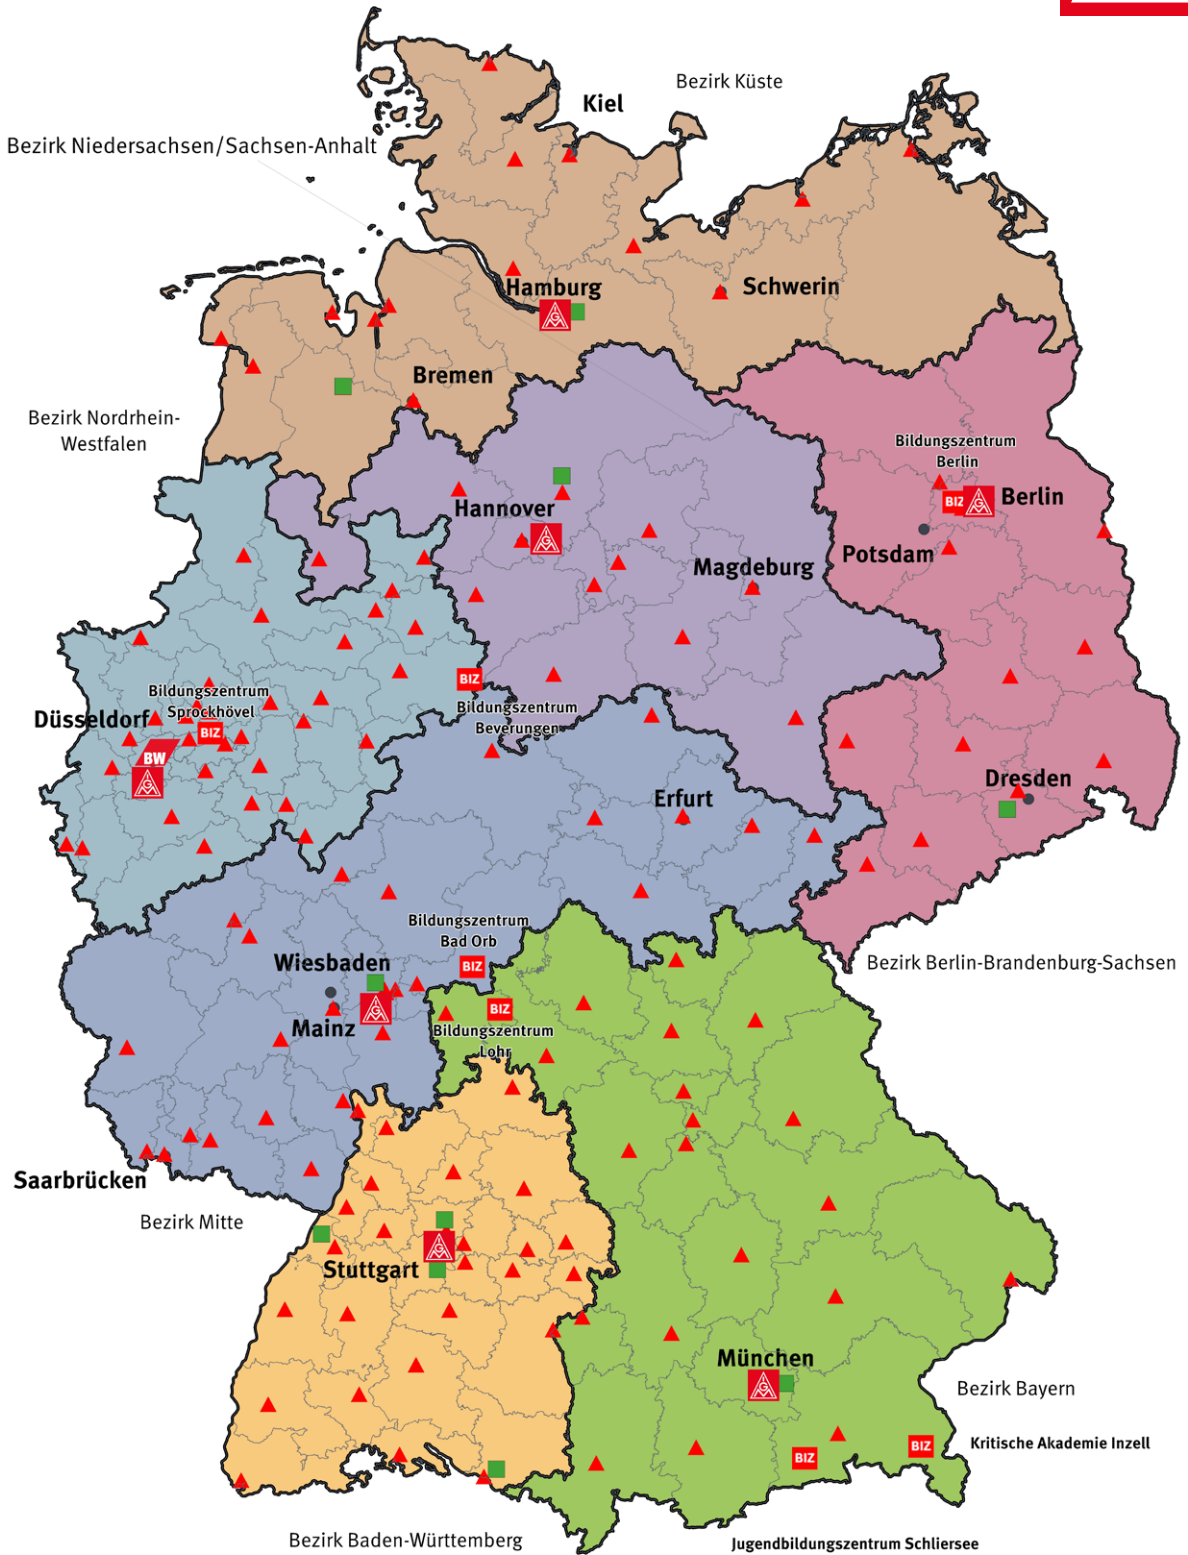 Bezirk Küste
Kiel
Bezirk Niedersachsen/Sachsen-Anhalt
Schwerin
Hamburg
Bremen
Bezirk Nordrhein-
Westfalen
Bildungszentrum
Berlin
BIZ
Berlin
Hannover
Potsdam
Magdeburg
BIZ
Bildungszentrum
Beverungen
Bildungszentrum
Sprockhövel
BIZ
Düsseldorf
BW
Dresden
Erfurt
Bildungszentrum
Bad Orb
BIZ
Wiesbaden
Bezirk Berlin-Brandenburg-Sachsen
BIZ
Mainz
Bildungszentrum
Lohr
Saarbrücken
Bezirk Mitte
Stuttgart
München
Bezirk Bayern
BIZ
BIZ
Kritische Akademie Inzell
Bezirk Baden-Württemberg
Jugendbildungszentrum Schliersee